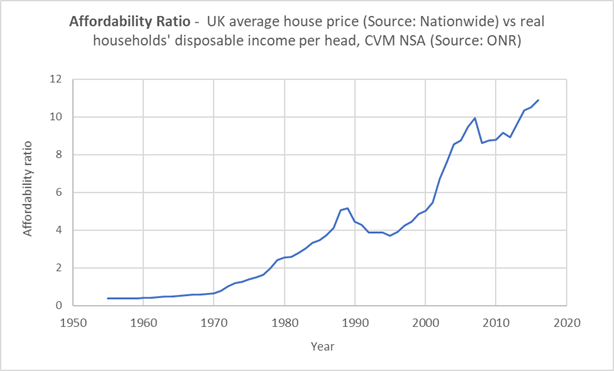 Affordability Ratio - UK average house price (Source: Nationwide) vs real
households' disposable income per head, CVM NSA (Source: ONR)
12
10
8
6
4
2
0
Affordability ratio
1950 1960 1970 1980 1990 2000 2010 2020
Year